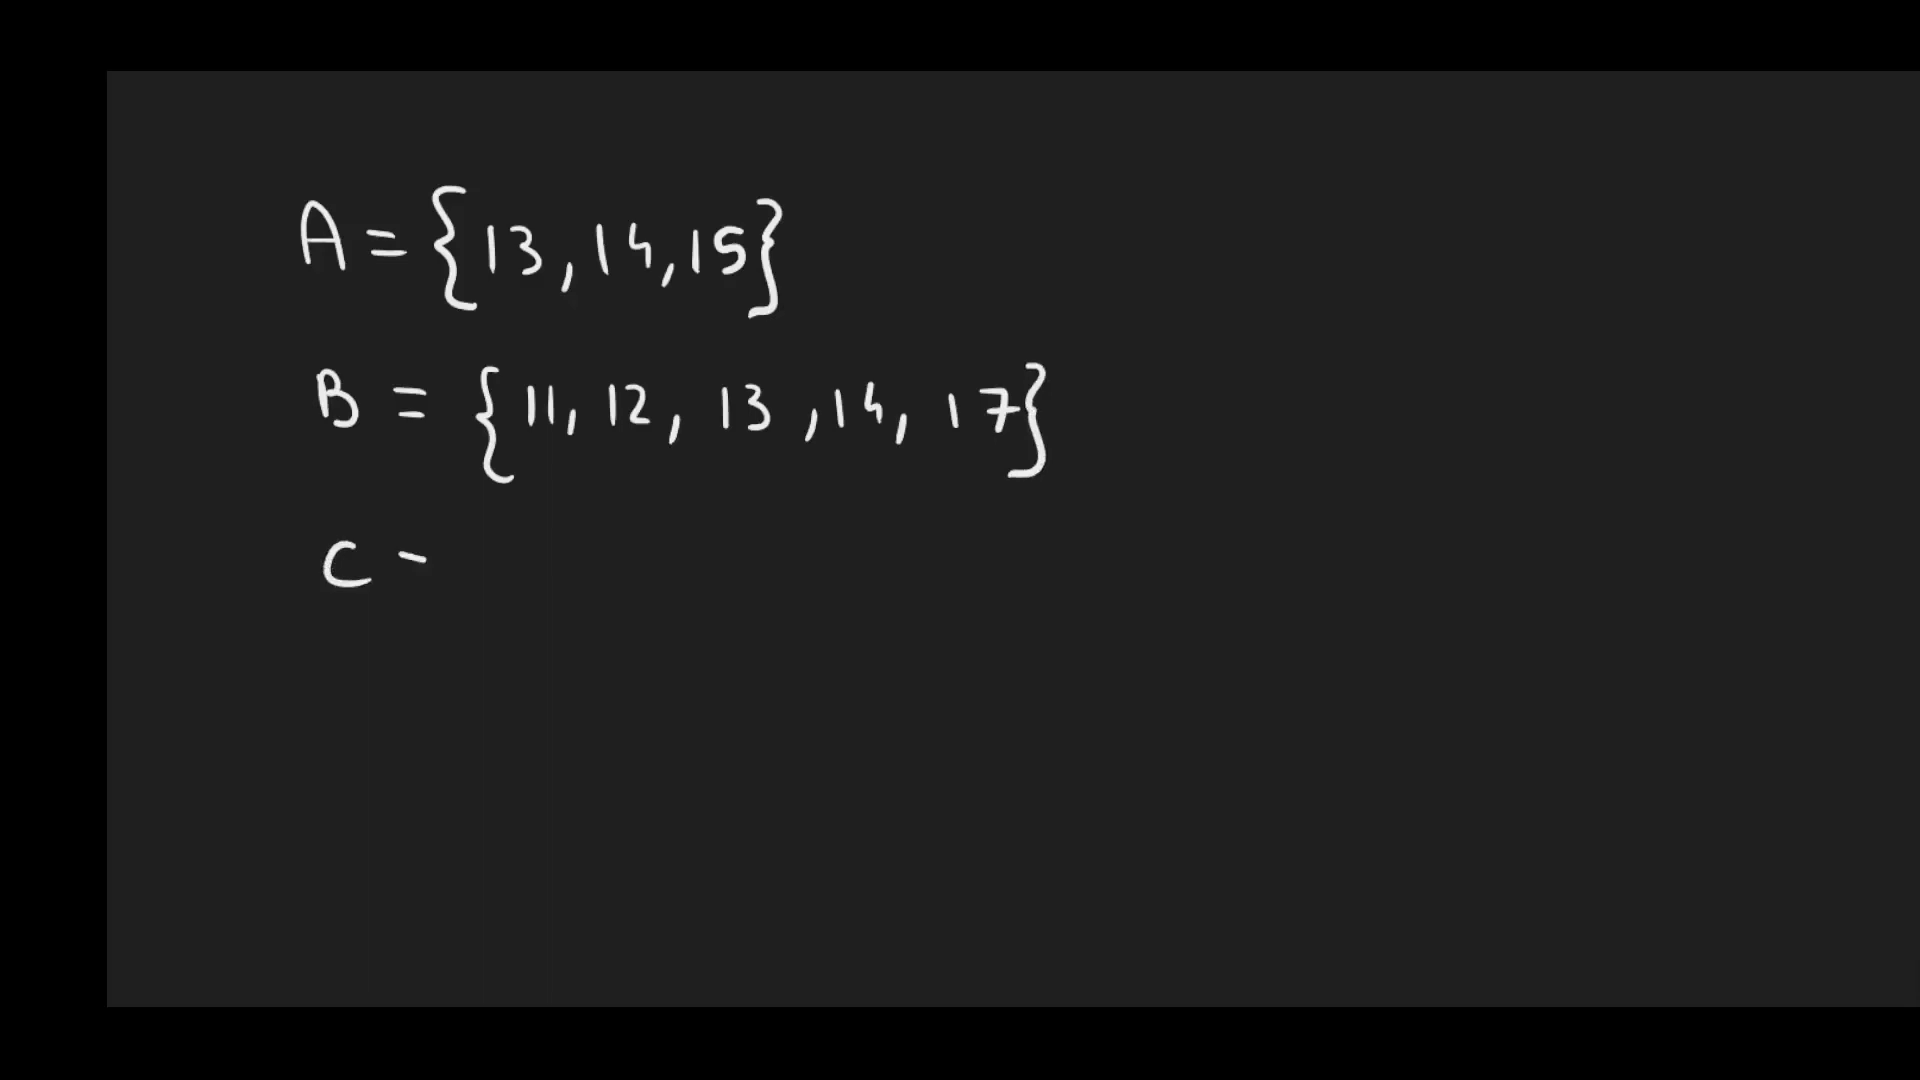 A = {13, 14, 15}
B = {11, 12, 13, 14, 17}
C -